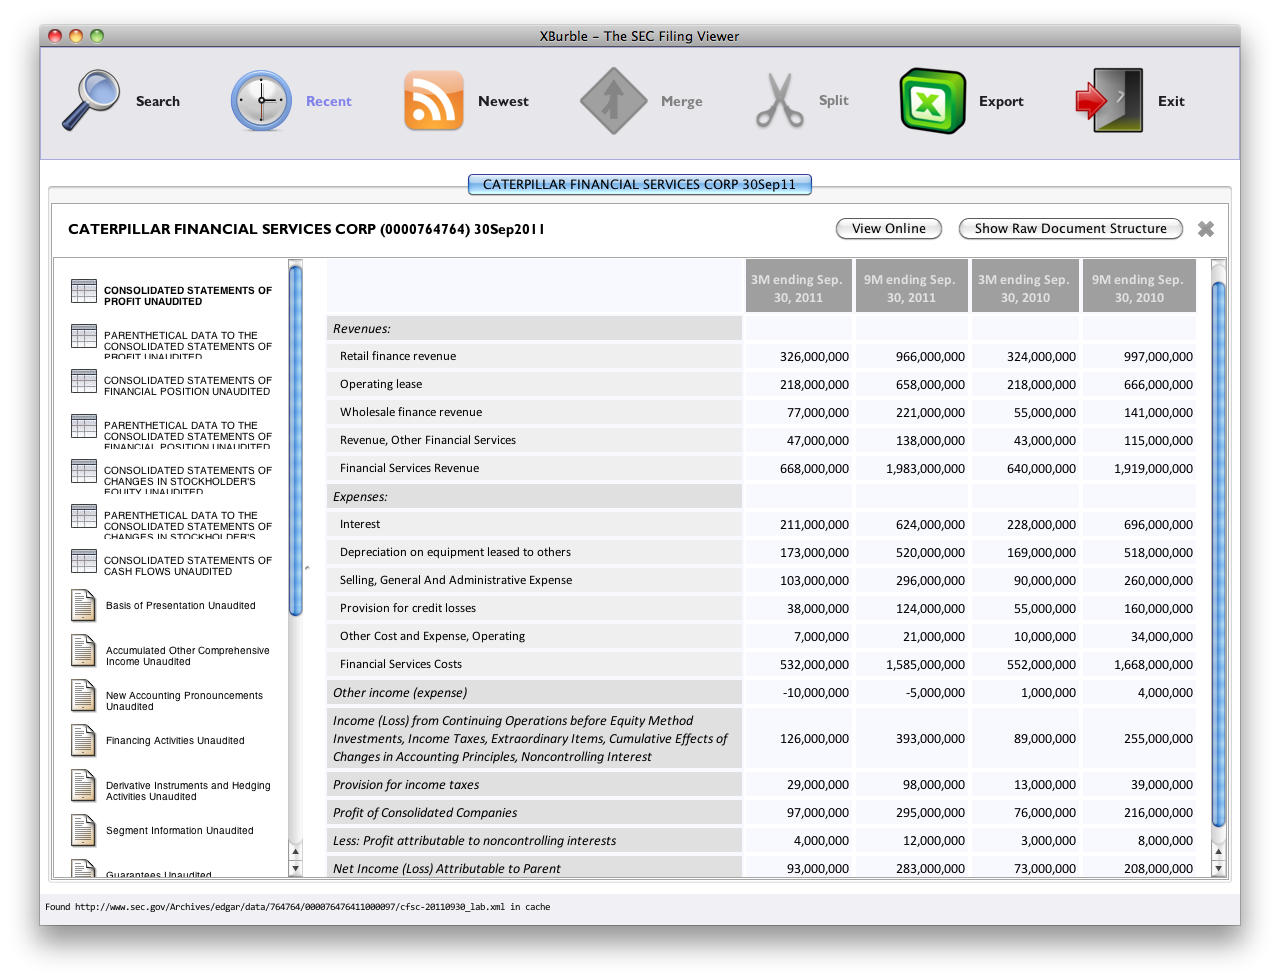 XBurble – The SEC Filing Viewer
Search Recent Newest Merge Split Export Exit
CATERPILLAR FINANCIAL SERVICES CORP 30Sep11
CATERPILLAR FINANCIAL SERVICES CORP (0000764764) 30Sep2011
View Online Show Raw Document Structure
CONSOLIDATED STATEMENTS OF
PROFIT UNAUDITED
PARENTHETICAL DATA TO THE
CONSOLIDATED STATEMENTS OF
PROFIT UNAUDITED
CONSOLIDATED STATEMENTS OF
FINANCIAL POSITION UNAUDITED
PARENTHETICAL DATA TO THE
CONSOLIDATED STATEMENTS OF
FINANCIAL POSITION UNAUDITED
CONSOLIDATED STATEMENTS OF
CHANGES IN STOCKHOLDER'S
EQUITY UNAUDITED
PARENTHETICAL DATA TO THE
CONSOLIDATED STATEMENTS OF
CHANGES IN STOCKHOLDER'S
CONSOLIDATED STATEMENTS OF
CASH FLOWS UNAUDITED
Basis of Presentation Unaudited
Accumulated Other Comprehensive
Income Unaudited
New Accounting Pronouncements
Unaudited
Financing Activities Unaudited
Derivative Instruments and Hedging
Activities Unaudited
Segment Information Unaudited
Guarantees Unaudited
3M ending Sep. 9M ending Sep. 3M ending Sep. 9M ending Sep.
30, 2011 30, 2011 30, 2010 30, 2010
Revenues:
Retail finance revenue 326,000,000 966,000,000 324,000,000 997,000,000
Operating lease 218,000,000 658,000,000 218,000,000 666,000,000
Wholesale finance revenue 77,000,000 221,000,000 55,000,000 141,000,000
Revenue, Other Financial Services 47,000,000 138,000,000 43,000,000 115,000,000
Financial Services Revenue 668,000,000 1,983,000,000 640,000,000 1,919,000,000
Expenses:
Interest 211,000,000 624,000,000 228,000,000 696,000,000
Depreciation on equipment leased to others 173,000,000 520,000,000 169,000,000 518,000,000
Selling, General And Administrative Expense 103,000,000 296,000,000 90,000,000 260,000,000
Provision for credit losses 38,000,000 124,000,000 55,000,000 160,000,000
Other Cost and Expense, Operating 7,000,000 21,000,000 10,000,000 34,000,000
Financial Services Costs 532,000,000 1,585,000,000 552,000,000 1,668,000,000
Other income (expense) -10,000,000 -5,000,000 1,000,000 4,000,000
Income (Loss) from Continuing Operations before Equity Method
Investments, Income Taxes, Extraordinary Items, Cumulative Effects of 126,000,000 393,000,000 89,000,000 255,000,000
Changes in Accounting Principles, Noncontrolling Interest
Provision for income taxes 29,000,000 98,000,000 13,000,000 39,000,000
Profit of Consolidated Companies 97,000,000 295,000,000 76,000,000 216,000,000
Less: Profit attributable to noncontrolling interests 4,000,000 12,000,000 3,000,000 8,000,000
Net Income (Loss) Attributable to Parent 93,000,000 283,000,000 73,000,000 208,000,000
Found http://www.sec.gov/Archives/edgar/data/764764/000076476411000097/cfsc-20110930_lab.xml in cache